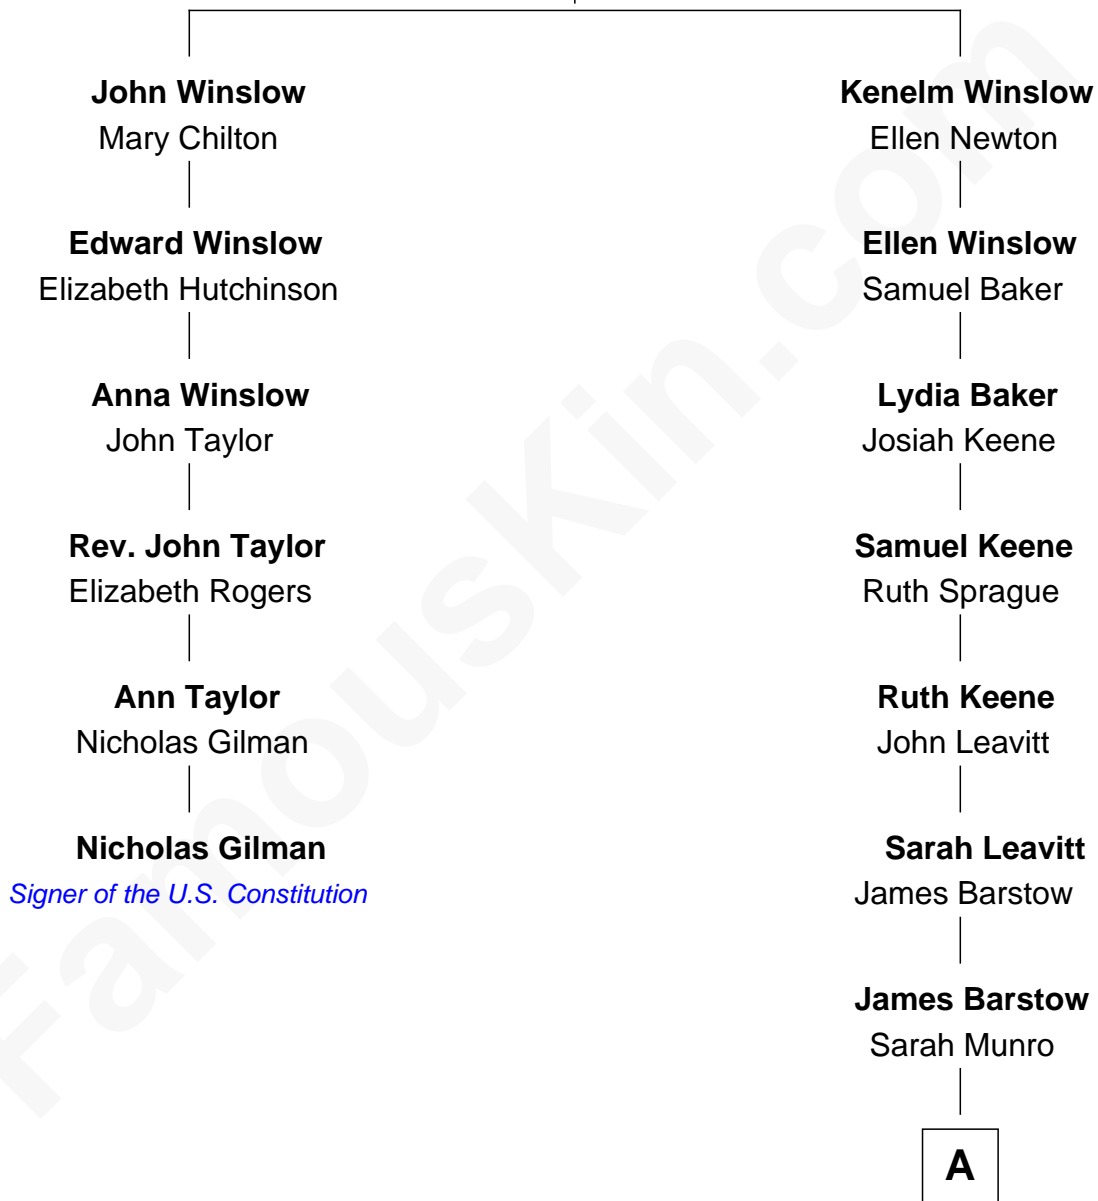 John Winslow
Mary Chilton
Edward Winslow
Elizabeth Hutchinson
Anna Winslow
John Taylor
Rev. John Taylor
Elizabeth Rogers
Ann Taylor
Nicholas Gilman
Nicholas Gilman
Signer of the U.S. Constitution
Kenelm Winslow
Ellen Newton
Ellen Winslow
Samuel Baker
Lydia Baker
Josiah Keene
Samuel Keene
Ruth Sprague
Ruth Keene
John Leavitt
Sarah Leavitt
James Barstow
James Barstow
Sarah Munro
A
FamousKin.com